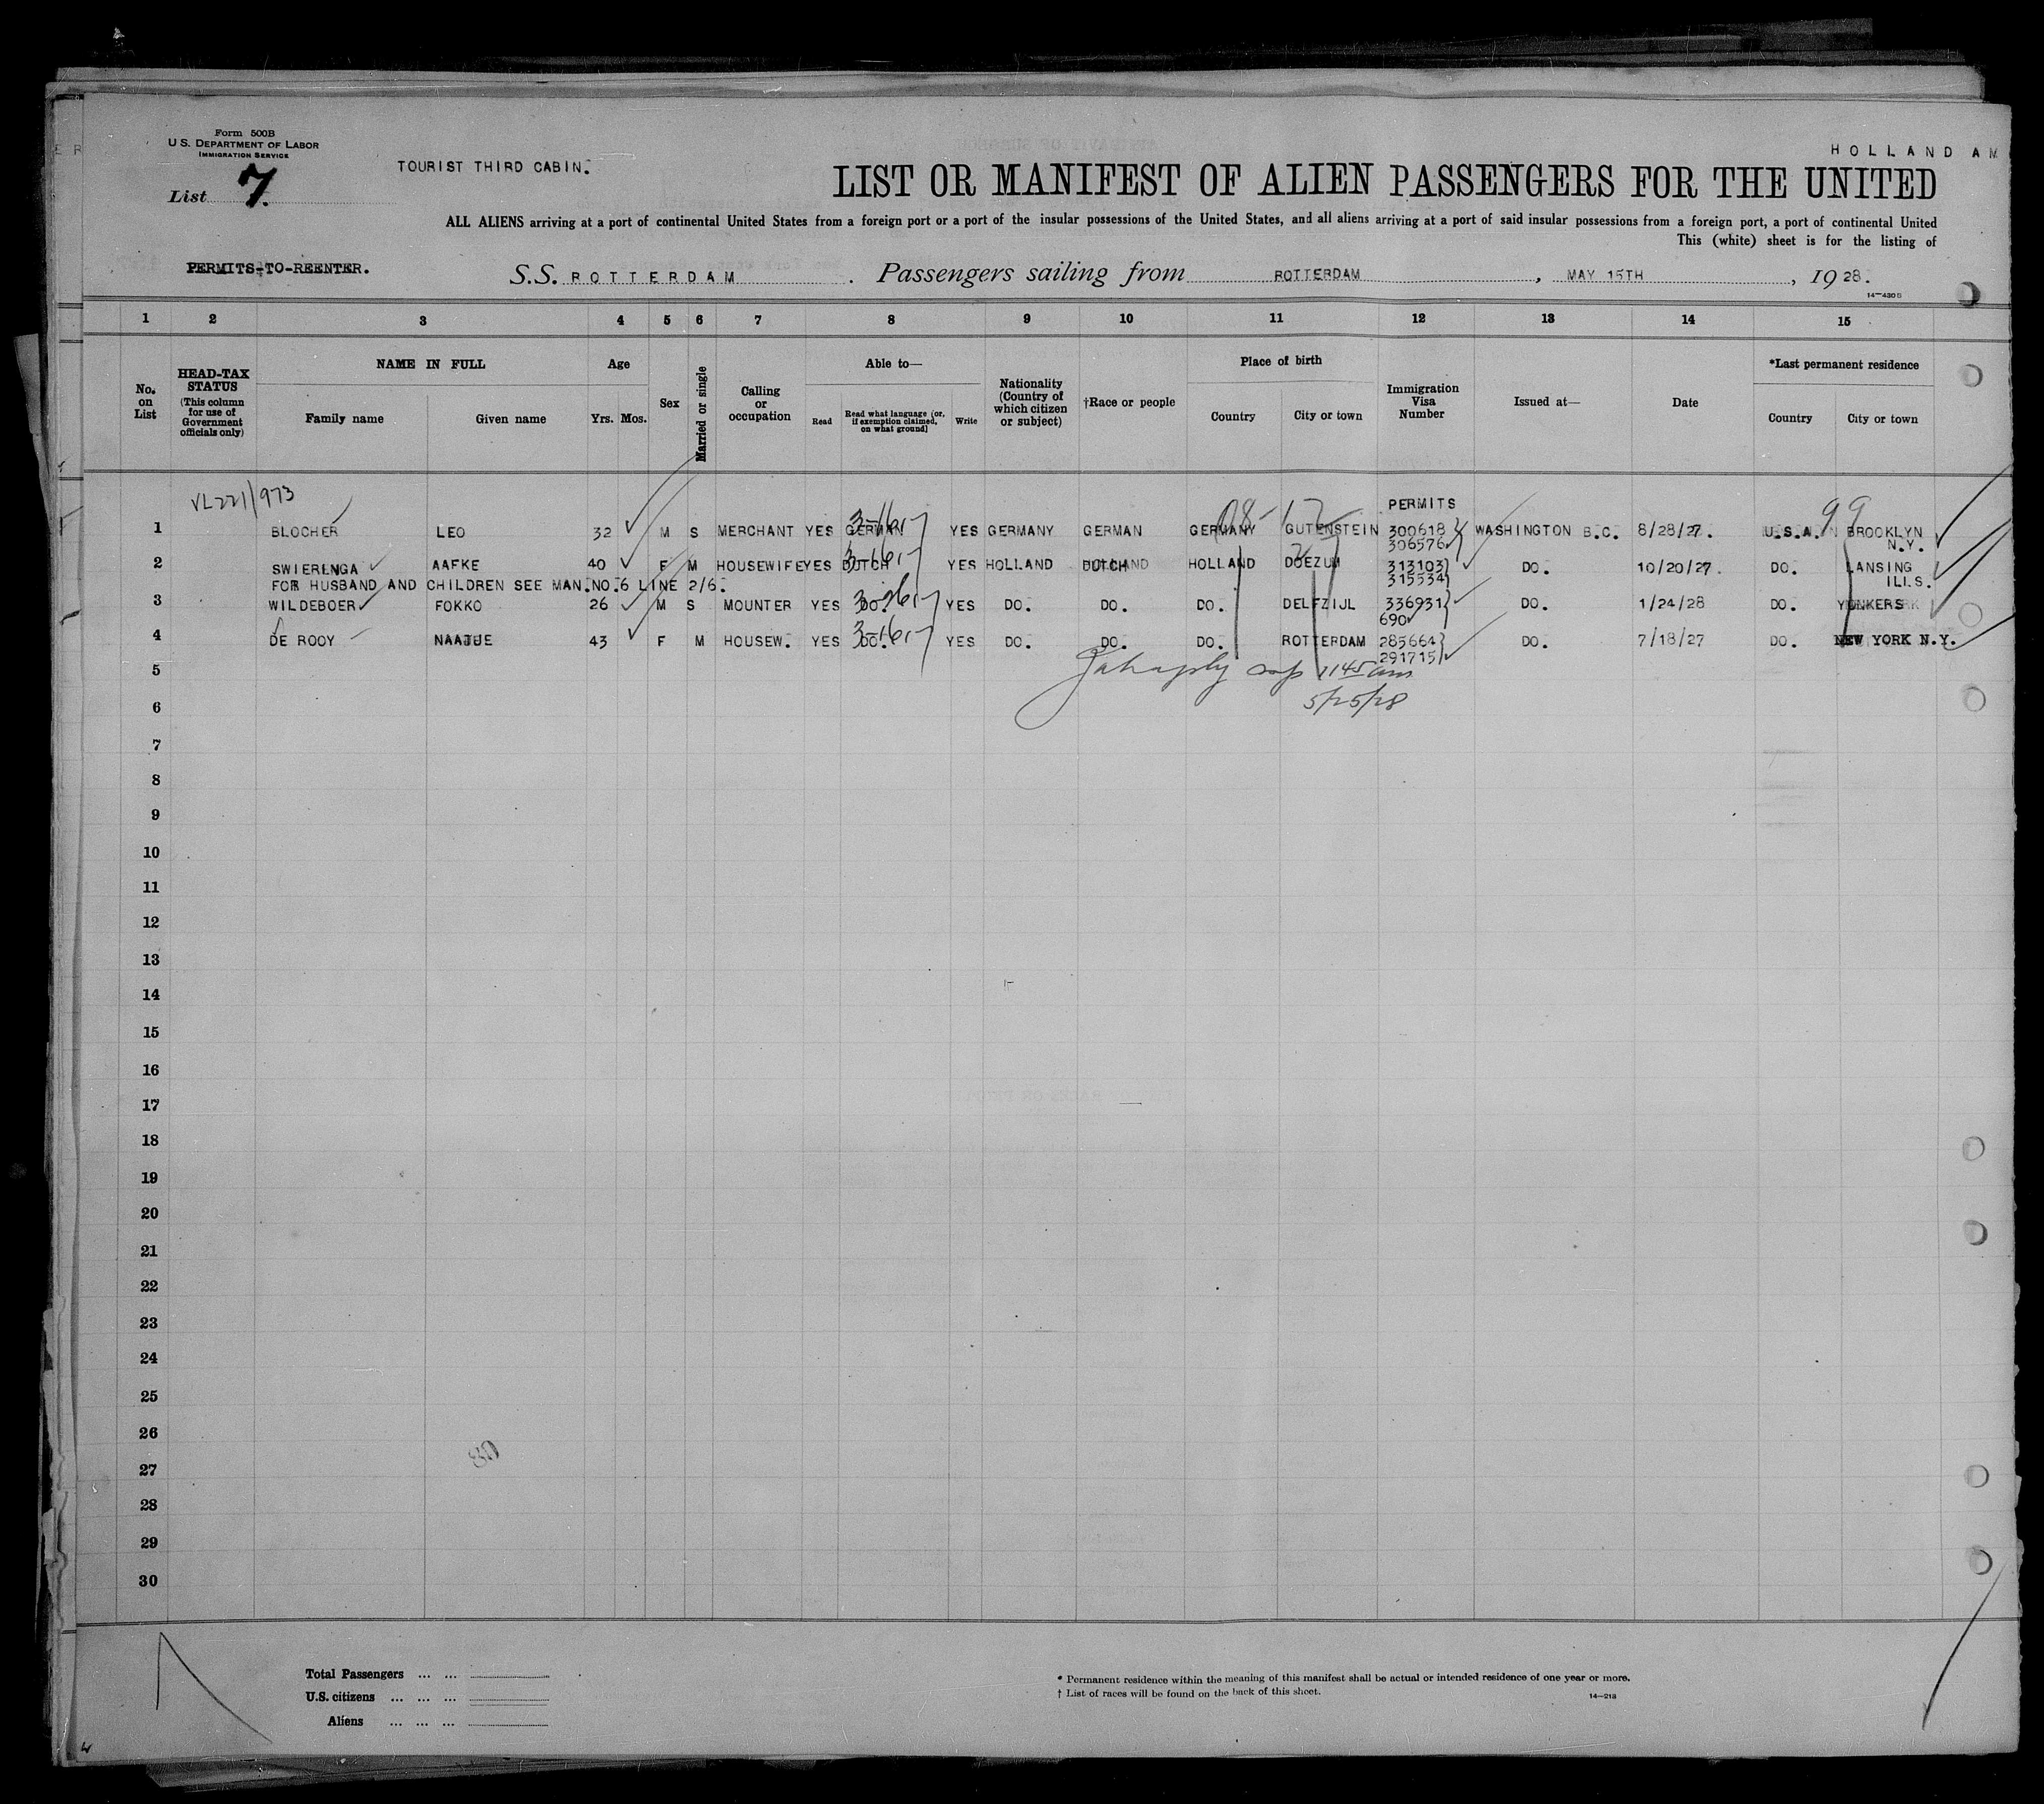 HOLLAND AM
Form 500B
U.S. DEPARTMENT OF LABOR
IMMIGRATION SERVICE
List 7.
TOURIST THIRD CABIN.
LIST OR MANIFEST OF ALIEN PASSENGERS FOR THE UNITED
ALL ALIENS arriving at a port of continental United States from a foreign port or a port of the insular possessions of the United States, and all aliens arriving at a port of said insular possessions from a foreign port, a port of continental United
This (white) sheet is for the listing of
PERMITS-TO-REENTER.
S.S. ROTTERDAM. Passengers sailing from ROTTERDAM, MAY 15TH, 1928.
14—430B
1 2 3 4 5 6 7 8 9 10 11 12 13 14 15
No. on List
HEAD-TAX STATUS (This column for use of Government officials only)
NAME IN FULL
Family name Given name
Age
Yrs. Mos.
Sex
Married or single
Calling or occupation
Able to—
Read Read what language (or, if exemption claimed, on what ground) Write
Nationality (Country of which citizen or subject)
†Race or people
Place of birth
Country City or town
Immigration Visa Number
Issued at—
Date
*Last permanent residence
Country City or town
VL221/973
PERMITS
08-17 99
1 BLOCHER LEO 32 M S MERCHANT YES GERMAN YES GERMANY GERMAN GERMANY GUTENSTEIN 300618 WASHINGTON B.C. 8/28/27. U.S.A. BROOKLYN
306576 N.Y.
2 SWIERENGA AAFKE 40 F M HOUSEWIFE YES DUTCH YES HOLLAND DUTCH HOLLAND DOEZUM 313103 DO. 10/20/27. DO. LANSING
315534 ILL.S.
FOR HUSBAND AND CHILDREN SEE MAN.NO.6 LINE 2/6.
3 WILDEBOER FOKKO 26 M S MOUNTER YES DO. YES DO. DO. DO. DELFZIJL 336931 DO. 1/24/28 DO. YONKERS
690
4 DE ROOY NAATJE 43 F M HOUSEW. YES DO. YES DO. DO. DO. ROTTERDAM 285664 DO. 7/18/27 DO. NEW YORK N.Y.
291715
5
1145 am
6
5/25/28
7
8
9
10
11
12
13
14
15
16
17
18
19
20
21
22
23
24
25
26
27
28
29
30
Total Passengers ... ...
U.S. citizens ... ... ...
Aliens ... ... ...
* Permanent residence within the meaning of this manifest shall be actual or intended residence of one year or more.
† List of races will be found on the back of this sheet.
14—213